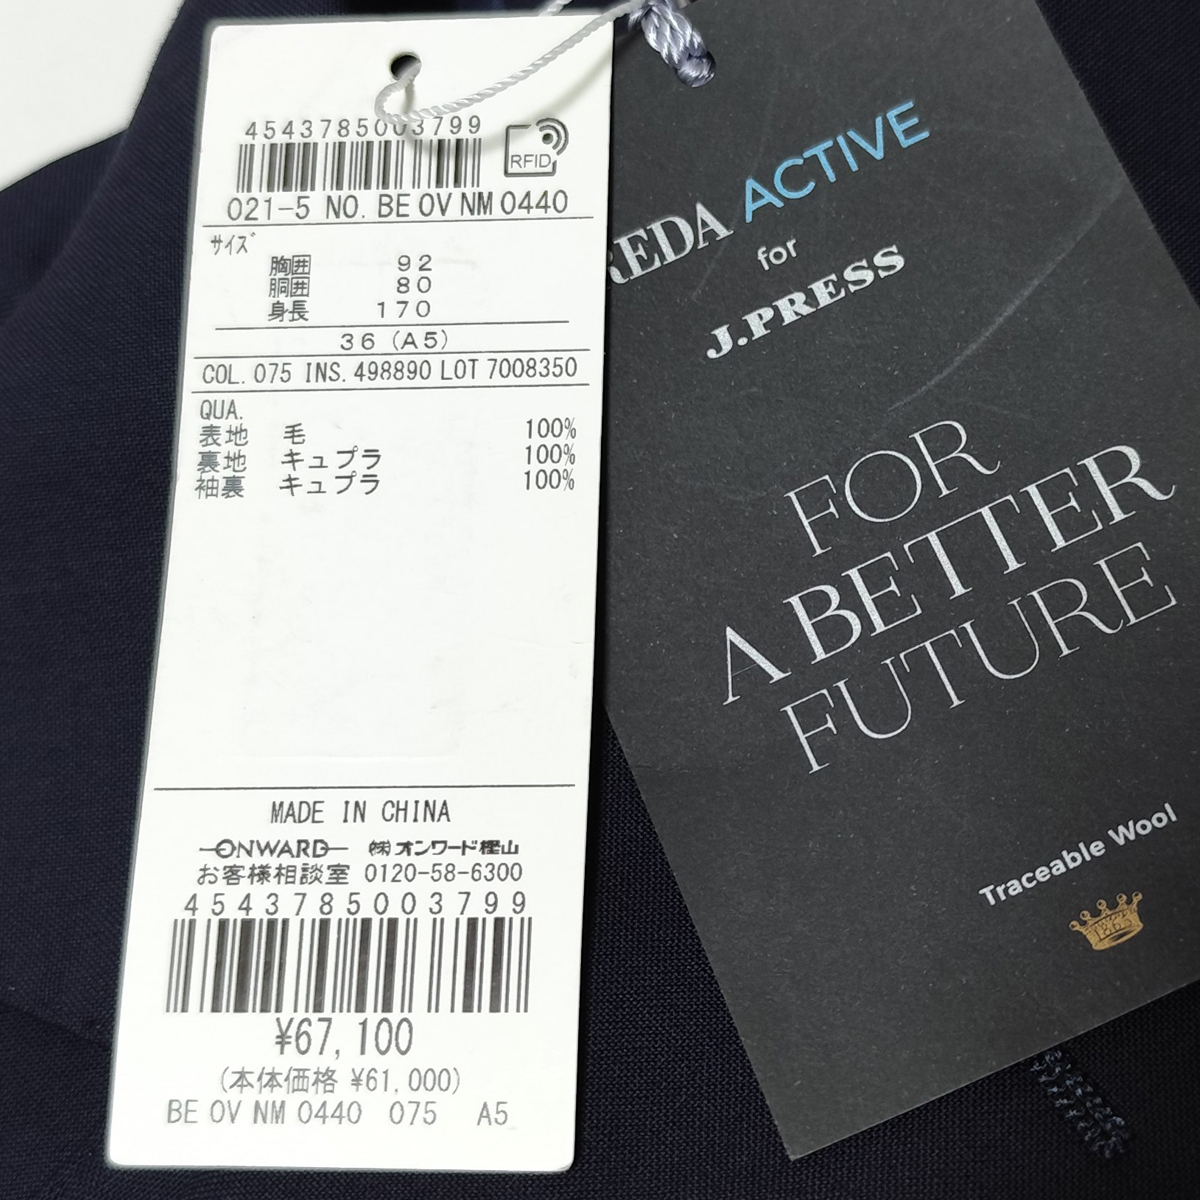 4543785003799
RFID
021-5 NO. BE OV NM 0440
サイズ
胸囲 92
胴囲 80
身長 170
36 (A5)
COL. 075 INS. 498890 LOT 7008350
QUA.
表地 毛 100%
裏地 キュプラ 100%
袖裏 キュプラ 100%
MADE IN CHINA
ONWARD ㈱オンワード樫山
お客様相談室 0120-58-6300
4543785003799
¥67,100
(本体価格 ¥61,000)
BE OV NM 0440 075 A5
REDA ACTIVE
for
J.PRESS
FOR
A BETTER
FUTURE
Traceable Wool